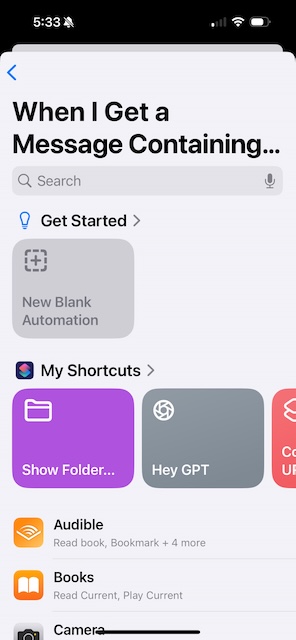 5:33
When I Get a
Message Containing...
Search
Get Started
New Blank
Automation
My Shortcuts
Show Folder...
Hey GPT
Co
UR
Audible
Read book, Bookmark + 4 more
Books
Read Current, Play Current
Camera